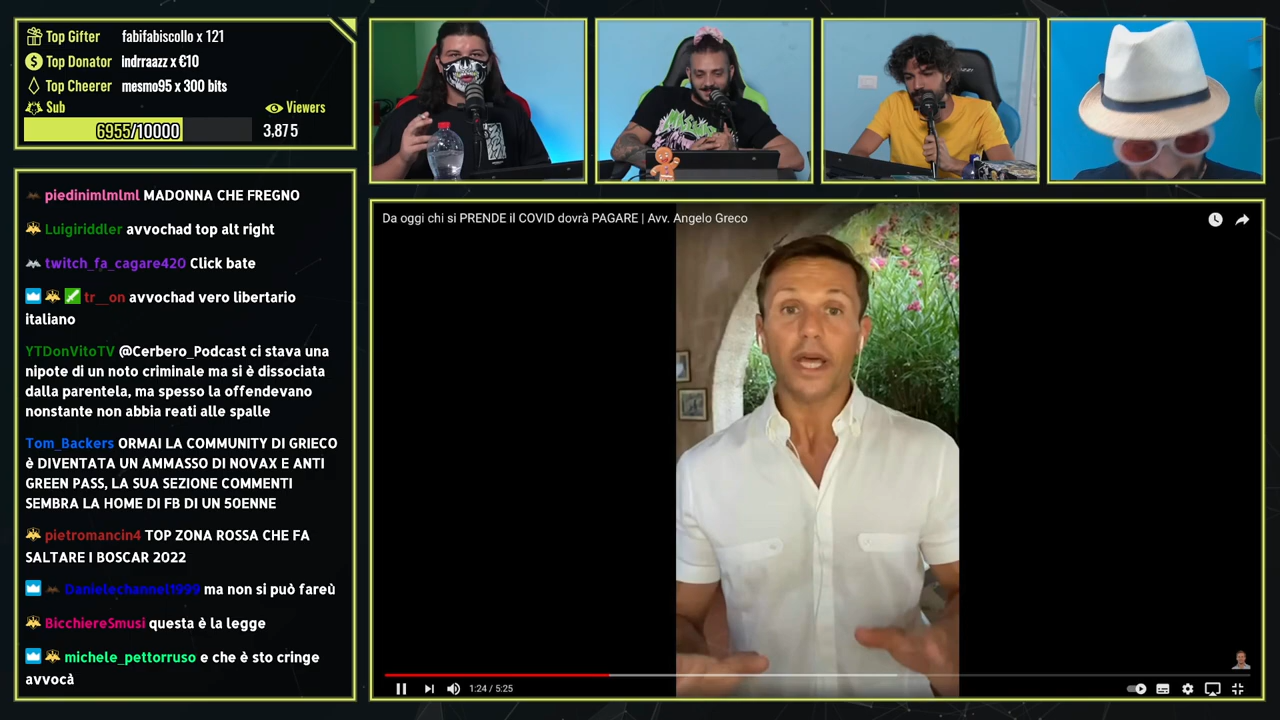 Top Gifter fabifabiscollo x 121
Top Donator indrraazz x €10
Top Cheerer mesmo95 x 300 bits
Sub Viewers
6955/10000 3,875
piedinimlmlml MADONNA CHE FREGNO
Luigiriddler avvochad top alt right
twitch_fa_cagare420 Click bate
tr__on avvochad vero libertario
italiano
YTDonVitoTV @Cerbero_Podcast ci stava una
nipote di un noto criminale ma si è dissociata
dalla parentela, ma spesso la offendevano
nonstante non abbia reati alle spalle
Tom_Backers ORMAI LA COMMUNITY DI GRIECO
è DIVENTATA UN AMMASSO DI NOVAX E ANTI
GREEN PASS, LA SUA SEZIONE COMMENTI
SEMBRA LA HOME DI FB DI UN 50ENNE
pietromancin4 TOP ZONA ROSSA CHE FA
SALTARE I BOSCAR 2022
Danielechannel1999 ma non si può fareù
BicchiereSmusi questa è la legge
michele_pettorruso e che è sto cringe
avvocà
Da oggi chi si PRENDE il COVID dovrà PAGARE | Avv. Angelo Greco
1:24 / 5:25